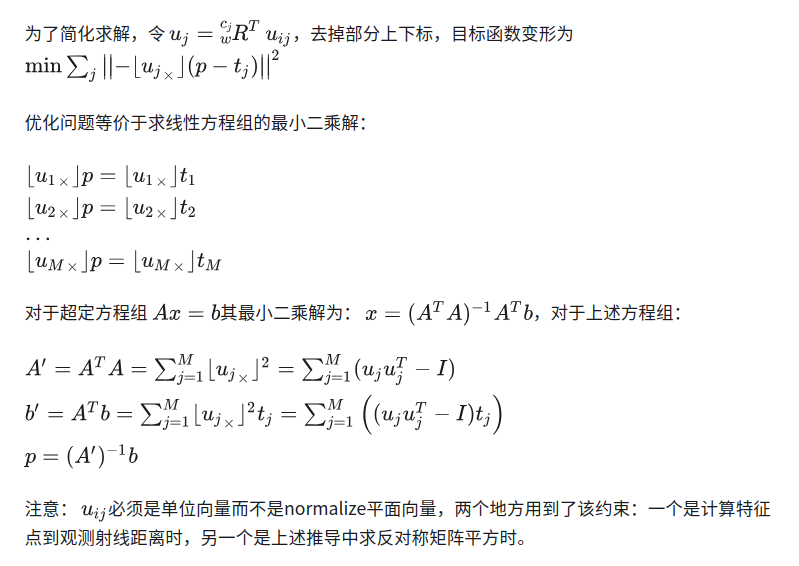 为了简化求解，令 $u_j = {}^{c_j}_{w}R^T\ u_{ij}$，去掉部分上下标，目标函数变形为
$\min \sum_j ||-\lfloor u_{j\times} \rfloor (p - t_j)||^2$
优化问题等价于求线性方程组的最小二乘解：
$\lfloor u_{1\times} \rfloor p = \lfloor u_{1\times} \rfloor t_1$
$\lfloor u_{2\times} \rfloor p = \lfloor u_{2\times} \rfloor t_2$
$\ldots$
$\lfloor u_{M\times} \rfloor p = \lfloor u_{M\times} \rfloor t_M$
对于超定方程组 $Ax = b$其最小二乘解为： $x = (A^T A)^{-1} A^T b$，对于上述方程组：
$A' = A^T A = \sum_{j=1}^{M} \lfloor u_{j\times} \rfloor^2 = \sum_{j=1}^{M} (u_j u_j^T - I)$
$b' = A^T b = \sum_{j=1}^{M} \lfloor u_{j\times} \rfloor^2 t_j = \sum_{j=1}^{M} \left( (u_j u_j^T - I) t_j \right)$
$p = (A')^{-1} b$
注意： $u_{ij}$必须是单位向量而不是normalize平面向量，两个地方用到了该约束：一个是计算特征
点到观测射线距离时，另一个是上述推导中求反对称矩阵平方时。